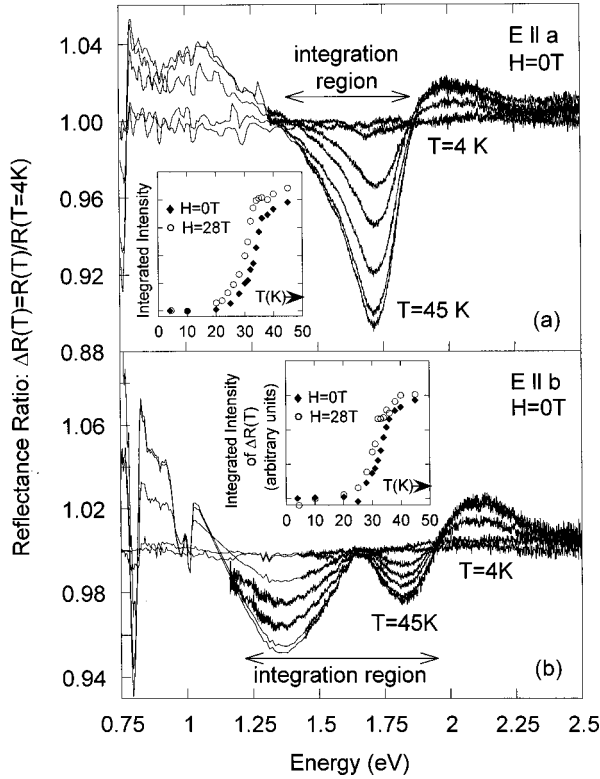 Reflectance Ratio: ΔR(T)=R(T)/R(T=4K)
1.04
1.00
0.96
0.92
0.88
E II a
H=0T
integration
region
T=4 K
T=45 K
(a)
Integrated Intensity
H=0T
H=28T
T(K)
0 10 20 30 40 50
1.06
1.02
0.98
0.94
E II b
H=0T
Integrated Intensity
of ΔR(T)
(arbitrary units)
H=0T
H=28T
T(K)
0 10 20 30 40 50
T=4K
T=45K
integration region
(b)
0.75 1 1.25 1.5 1.75 2 2.25 2.5
Energy (eV)